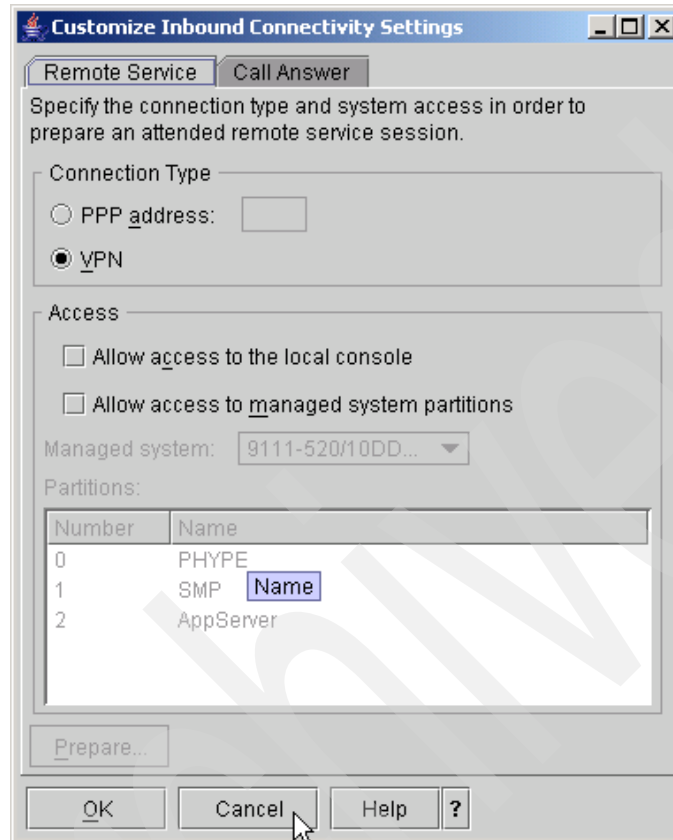 Customize Inbound Connectivity Settings
Remote Service Call Answer
Specify the connection type and system access in order to
prepare an attended remote service session.
Connection Type
PPP address:
VPN
Access
Allow access to the local console
Allow access to managed system partitions
Managed system: 9111-520/10DD...
Partitions:
Number Name
0 PHYPE
1 SMP Name
2 AppServer
Prepare...
OK Cancel Help ?